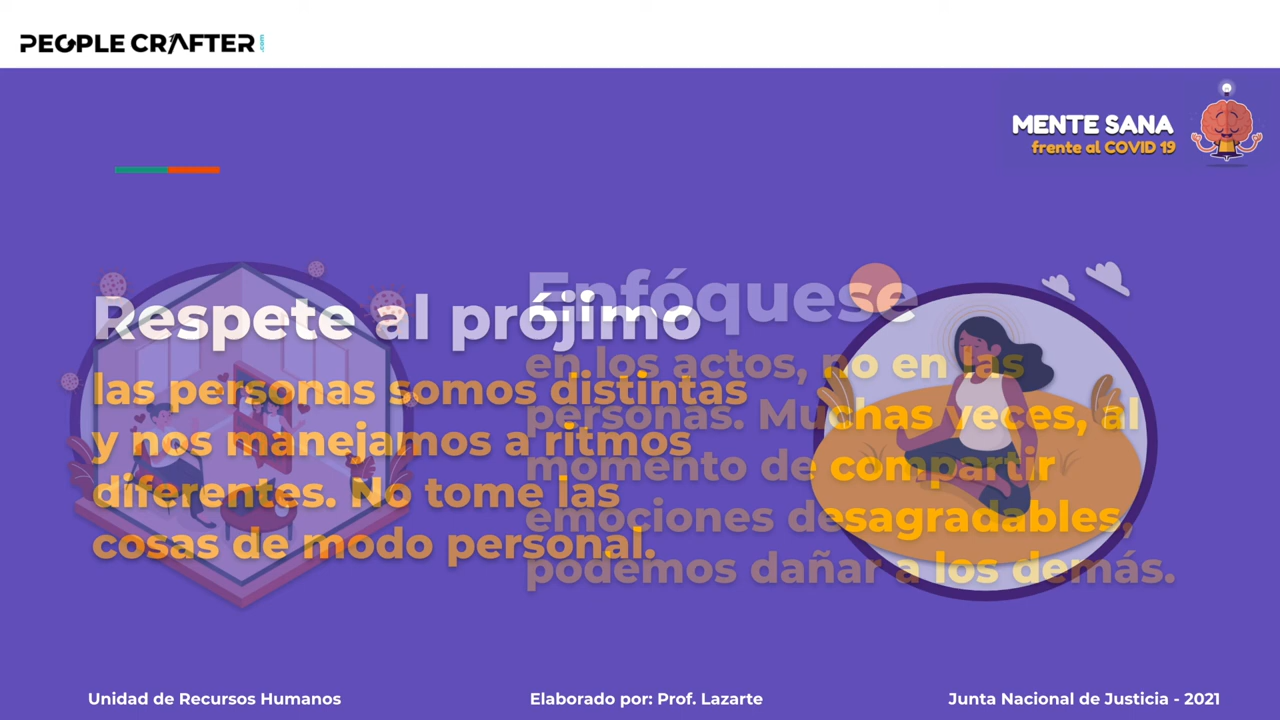 PEOPLE CRAFTER.com
MENTE SANA
frente al COVID 19
Respete al prójimo
las personas somos distintas
y nos manejamos a ritmos
diferentes. No tome las
cosas de modo personal.
Enfóquese
en los actos, no en las
personas. Muchas veces, al
momento de compartir
emociones desagradables,
podemos dañar a los demás.
Unidad de Recursos Humanos
Elaborado por: Prof. Lazarte
Junta Nacional de Justicia - 2021